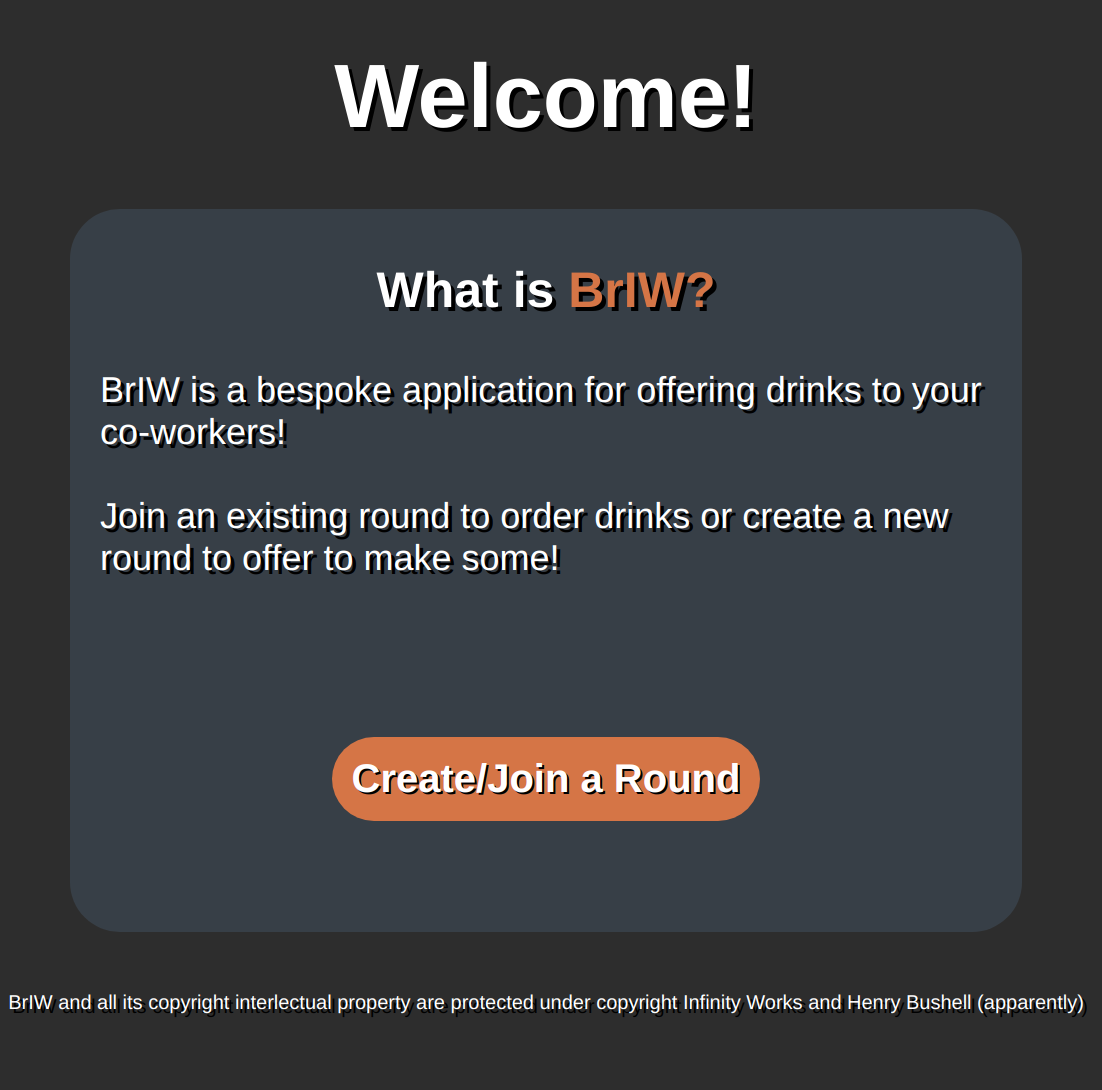 Welcome!
What is BrIW?
BrIW is a bespoke application for offering drinks to your
co-workers!
Join an existing round to order drinks or create a new
round to offer to make some!
Create/Join a Round
BrIW and all its copyright interlectual property are protected under copyright Infinity Works and Henry Bushell (apparently)